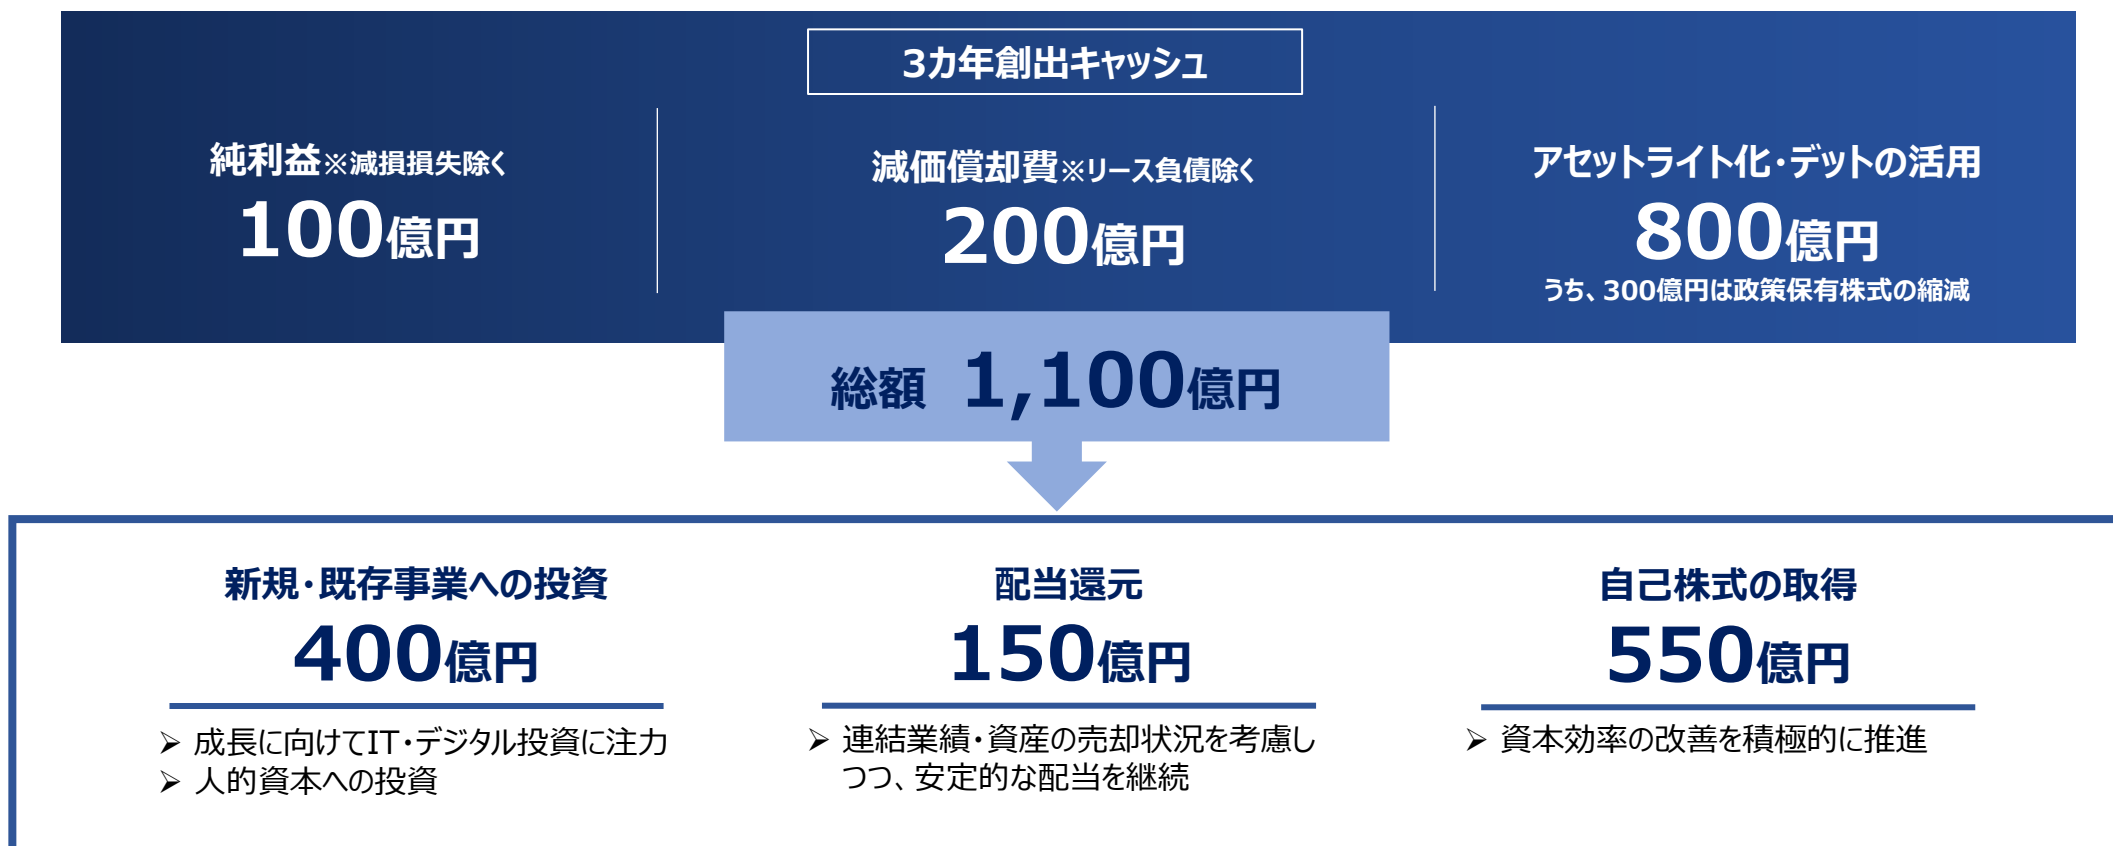 3カ年創出キャッシュ
純利益※減損損失除く
100億円
減価償却費※リース負債除く
200億円
アセットライト化・デットの活用
800億円
うち、300億円は政策保有株式の縮減
総額 1,100億円
新規・既存事業への投資
400億円
➢ 成長に向けてIT・デジタル投資に注力
➢ 人的資本への投資
配当還元
150億円
➢ 連結業績・資産の売却状況を考慮し
つつ、安定的な配当を継続
自己株式の取得
550億円
➢ 資本効率の改善を積極的に推進